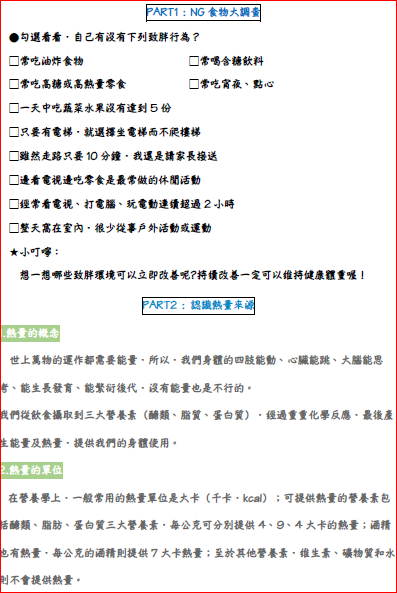 PART1：NG 食物大調查
●勾選看看，自己有沒有下列致胖行為？
□常吃油炸食物 □常喝含糖飲料
□常吃高糖或高熱量零食 □常吃宵夜、點心
□一天中吃蔬菜水果沒有達到 5 份
□只要有電梯，就選擇坐電梯而不爬樓梯
□雖然走路只要 10 分鐘，我還是請家長接送
□邊看電視邊吃零食是最常做的休閒活動
□經常看電視、打電腦、玩電動連續超過 2 小時
□整天窩在室內，很少從事戶外活動或運動
★小叮嚀：
想一想哪些致胖環境可以立即改善呢?持續改善一定可以維持健康體重喔！
PART2：認識熱量來源
1.熱量的概念
世上萬物的運作都需要能量，所以，我們身體的四肢能動、心臟能跳、大腦能思
考、能生長發育、能繁衍後代，沒有能量也是不行的。
我們從飲食攝取到三大營養素（醣類、脂質、蛋白質），經過重重化學反應，最後產
生能量及熱量，提供我們的身體使用。
2.熱量的單位
在營養學上，一般常用的熱量單位是大卡（千卡，kcal）；可提供熱量的營養素包
括醣類、脂肪、蛋白質三大營養素，每公克可分別提供 4、9、4 大卡的熱量；酒精
也有熱量，每公克的酒精則提供 7 大卡熱量；至於其他營養素，維生素、礦物質和水
則不會提供熱量。